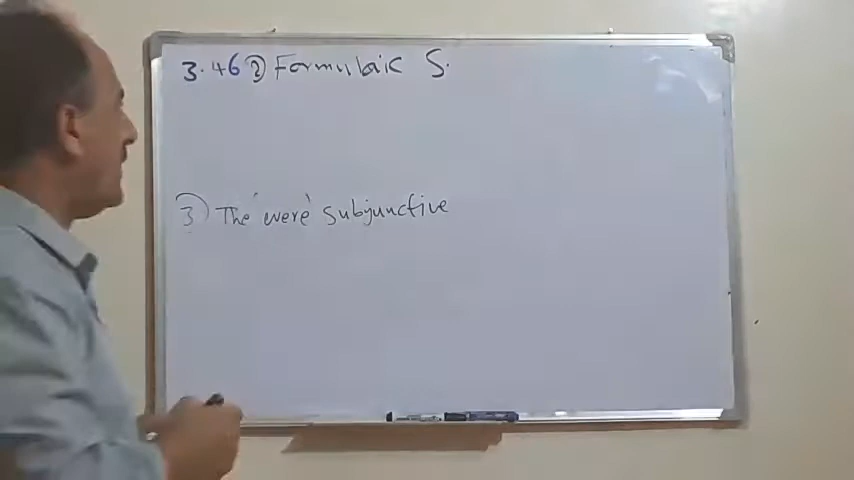 3.46 2) Formulaic S.
3) The 'were' subjunctive